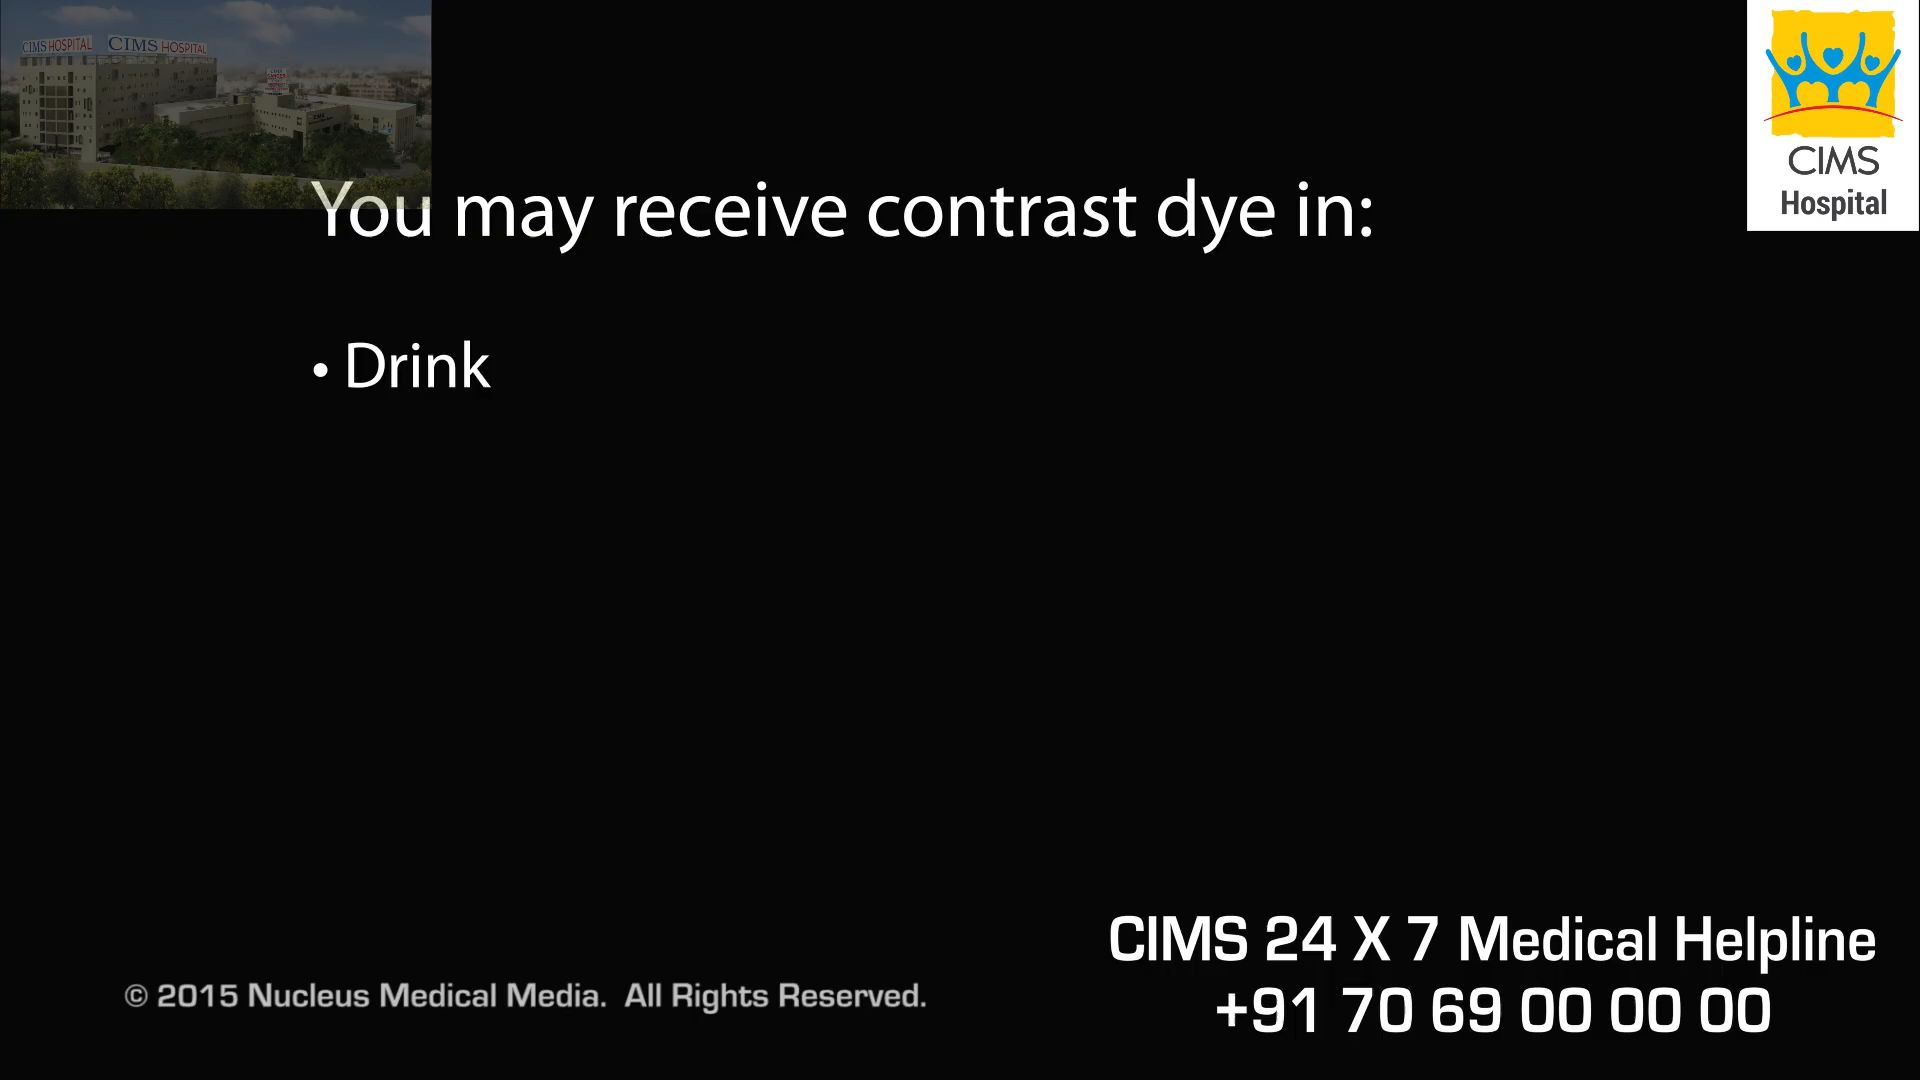 CIMS HOSPITAL CIMS HOSPITAL
CIMS
Hospital
You may receive contrast dye in:
• Drink
CIMS 24 X 7 Medical Helpline
+91 70 69 00 00 00
© 2015 Nucleus Medical Media. All Rights Reserved.